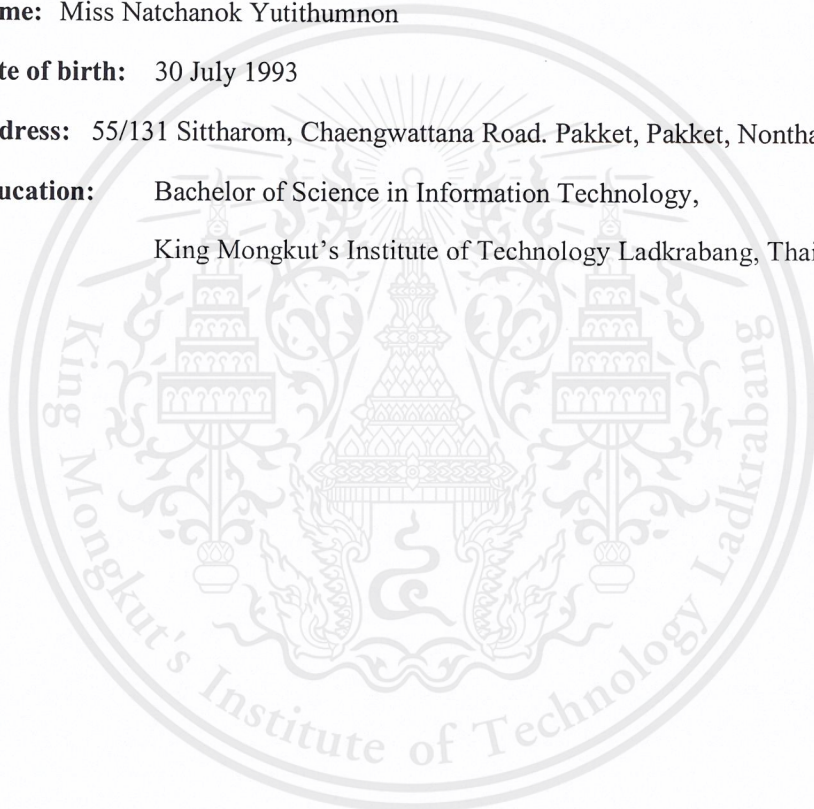 me: Miss Natchanok Yutithumnon
te of birth: 30 July 1993
dress: 55/131 Sittharom, Chaengwattana Road. Pakket, Pakket, Nontha
ucation: Bachelor of Science in Information Technology,
King Mongkut's Institute of Technology Ladkrabang, Thai
King Mongkut's Institute of Technology Ladkrabang